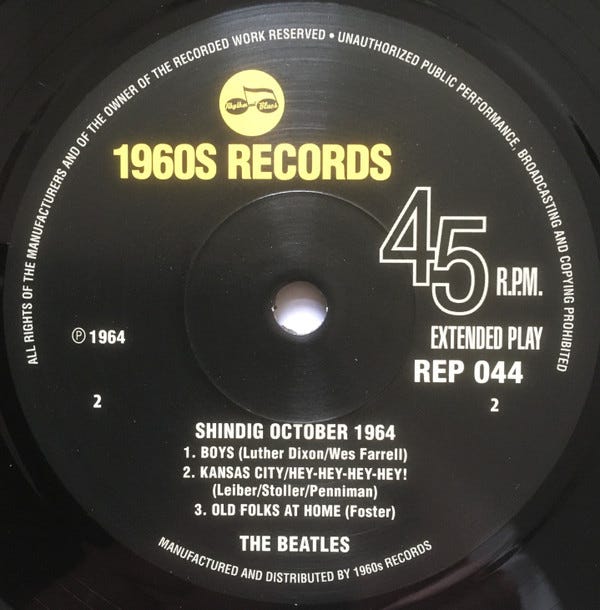 ALL RIGHTS OF THE MANUFACTURERS AND OF THE OWNER OF THE RECORDED WORK RESERVED • UNAUTHORIZED PUBLIC PERFORMANCE, BROADCASTING AND COPYING PROHIBITED
Rhythm Blues
1960S RECORDS
45 R.P.M.
℗ 1964
EXTENDED PLAY
REP 044
2
2
SHINDIG OCTOBER 1964
1. BOYS (Luther Dixon/Wes Farrell)
2. KANSAS CITY/HEY-HEY-HEY-HEY!
(Leiber/Stoller/Penniman)
3. OLD FOLKS AT HOME (Foster)
THE BEATLES
MANUFACTURED AND DISTRIBUTED BY 1960s RECORDS